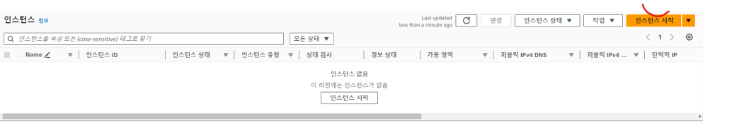 인스턴스 정보
Last updated
less than a minute ago
연결
인스턴스 상태 ▼
작업 ▼
인스턴스 시작 ▼
인스턴스를 속성 또는 (case-sensitive) 태그로 찾기
모든 상태 ▼
< 1 >
Name
인스턴스 ID
인스턴스 상태
인스턴스 유형
상태 검사
경보 상태
가용 영역
퍼블릭 IPv4 DNS
퍼블릭 IPv4 ...
탄력적 IP
인스턴스 없음
이 리전에는 인스턴스가 없음
인스턴스 시작